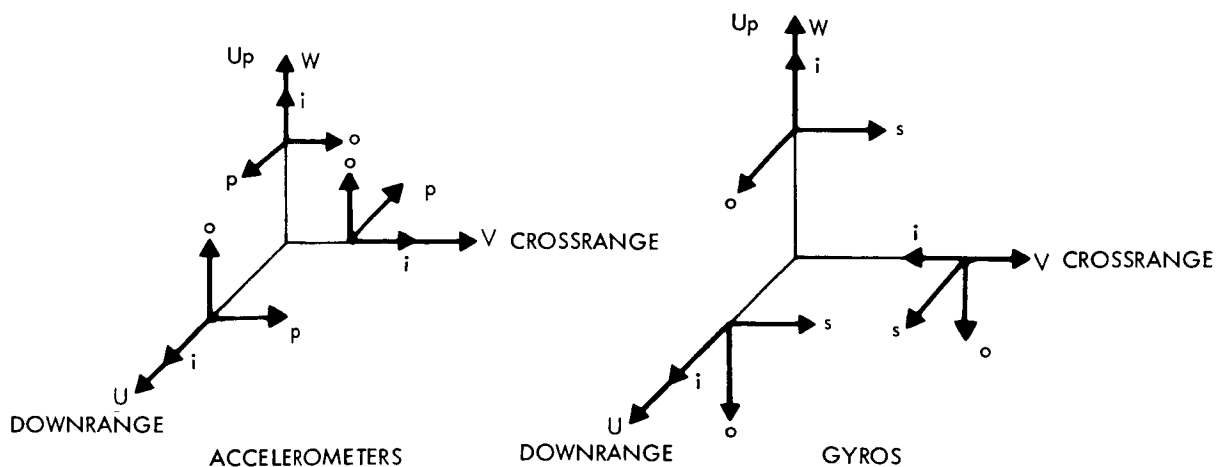 Up W
i
o
p
o
p
V CROSSRANGE
i
o
p
i
U
DOWNRANGE
ACCELEROMETERS
Up W
i
s
o
i
V CROSSRANGE
s
o
s
i
o
U
DOWNRANGE
GYROS